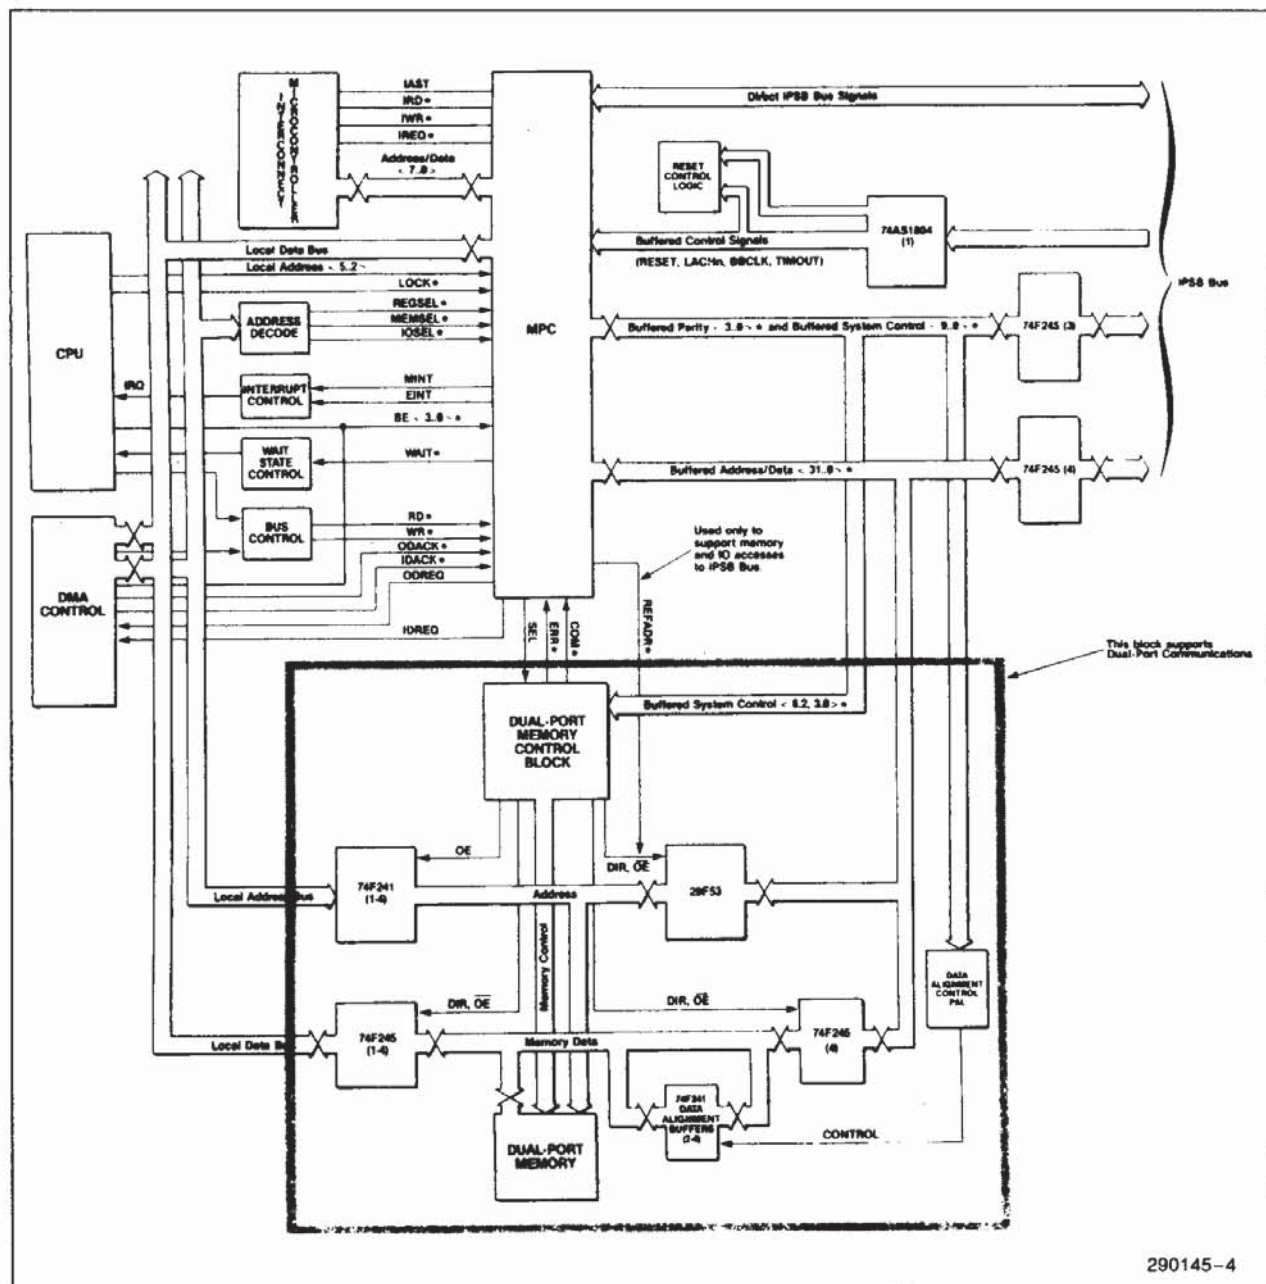 INTERCONNECT
MICROCONTROLLER
IAST
IRD*
IWR*
IREQ*
Address/Data
< 7..0 >
MPC
Direct iPSB Bus Signals
RESET
CONTROL
LOGIC
74AS1804
(1)
Buffered Control Signals
(RESET, LACHn, BBCLK, TIMOUT)
iPSB Bus
Local Data Bus
Local Address < 5..2 >
LOCK*
CPU
ADDRESS
DECODE
REGSEL*
MEMSEL*
IOSEL*
Buffered Parity < 3..0 > * and Buffered System Control < 9..0 > *
74F245 (3)
IRQ
INTERRUPT
CONTROL
MINT
EINT
BE < 3..0 > *
WAIT
STATE
CONTROL
WAIT*
Buffered Address/Data < 31..0 > *
74F245 (4)
BUS
CONTROL
RD*
WR*
ODACK*
IDACK*
ODREQ
IDREQ
DMA
CONTROL
Used only to
support memory
and IO accesses
to iPSB Bus
SEL
ERR*
COM*
REFADR*
This block supports
Dual-Port Communications
DUAL-PORT
MEMORY
CONTROL
BLOCK
Buffered System Control < 6.2, 3.0 > *
OE
74F241
(1-4)
DIR, OE
29F53
Local Address Bus
Address
Memory Control
DATA
ALIGNMENT
CONTROL
PAL
DIR, OE
DIR, OE
74F245
(1-4)
74F245
(4)
Local Data Bus
Memory Data
74F241
DATA
ALIGNMENT
BUFFERS
(2-4)
CONTROL
DUAL-PORT
MEMORY
290145-4